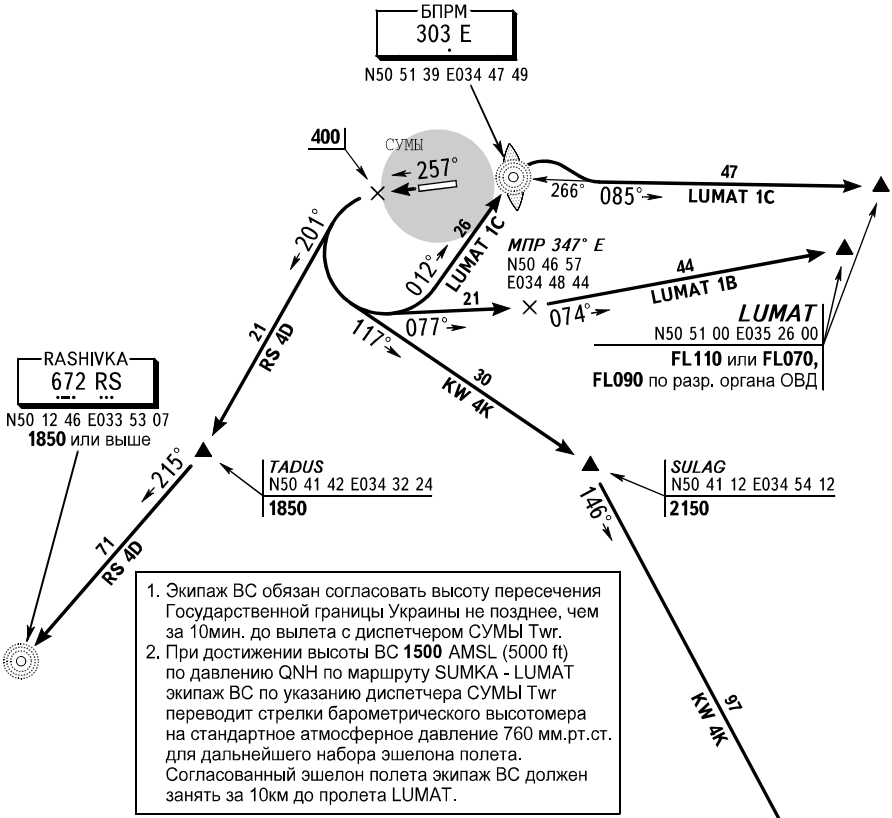 БПРМ
303 E
N50 51 39 E034 47 49
400
СУМЫ
257°
47
266°
085°
LUMAT 1C
201°
26
012°
LUMAT 1C
МПР 347° E
N50 46 57
E034 48 44
44
LUMAT 1B
21
077°
074°
117°
LUMAT
N50 51 00 E035 26 00
FL110 или FL070,
FL090 по разр. органа ОВД
21
RS 4D
30
KW 4K
RASHIVKA
672 RS
N50 12 46 E033 53 07
1850 или выше
215°
TADUS
N50 41 42 E034 32 24
1850
SULAG
N50 41 12 E034 54 12
2150
146°
71
RS 4D
1. Экипаж ВС обязан согласовать высоту пересечения
Государственной границы Украины не позднее, чем
за 10мин. до вылета с диспетчером СУМЫ Twr.
2. При достижении высоты ВС 1500 AMSL (5000 ft)
по давлению QNH по маршруту SUMKA - LUMAT
экипаж ВС по указанию диспетчера СУМЫ Twr
переводит стрелки барометрического высотомера
на стандартное атмосферное давление 760 мм.рт.ст.
для дальнейшего набора эшелона полета.
Согласованный эшелон полета экипаж ВС должен
занять за 10км до пролета LUMAT.
97
KW 4K